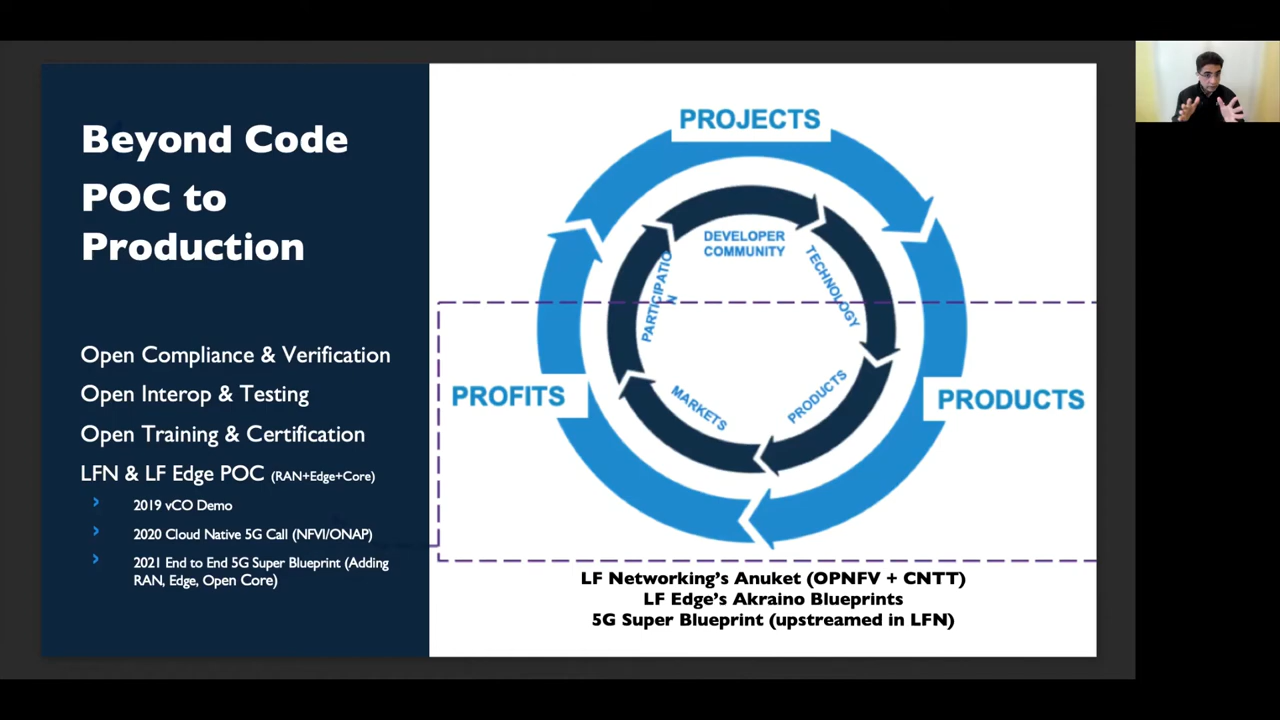 Beyond Code
POC to
Production
Open Compliance & Verification
Open Interop & Testing
Open Training & Certification
LFN & LF Edge POC (RAN+Edge+Core)
2019 vCO Demo
2020 Cloud Native 5G Call (NFVI/ONAP)
2021 End to End 5G Super Blueprint (Adding
RAN, Edge, Open Core)
PROJECTS
DEVELOPER
COMMUNITY
PARTICIPATIO
N
TECHNOLOGY
PROFITS
MARKETS
PRODUCTS
PRODUCTS
LF Networking's Anuket (OPNFV + CNTT)
LF Edge's Akraino Blueprints
5G Super Blueprint (upstreamed in LFN)